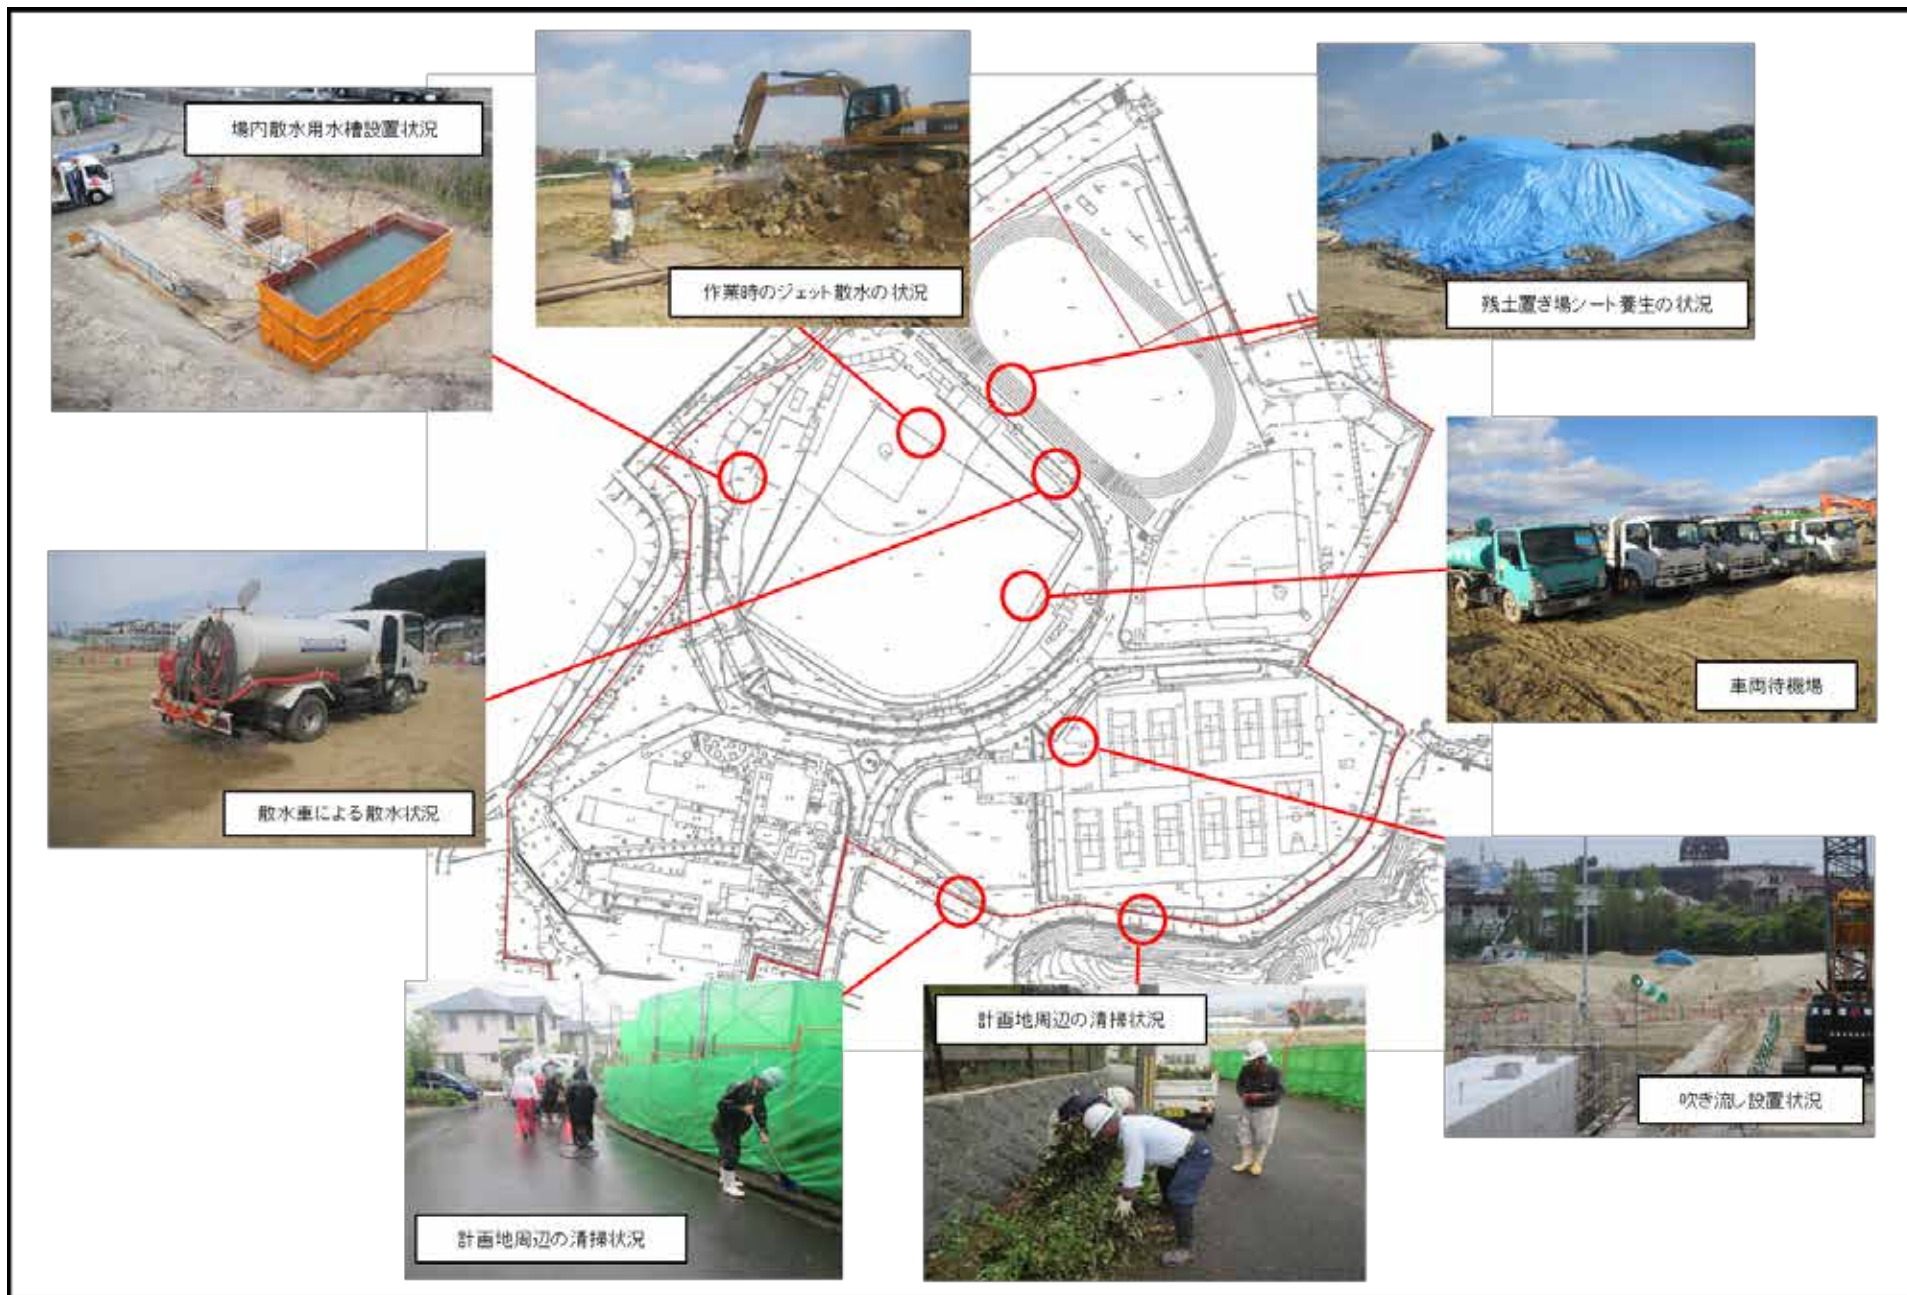 場内散水用水槽設置状況
作業時のジェット散水の状況
残土置き場シート養生の状況
車両待機場
散水車による散水状況
吹き流し設置状況
計画地周辺の清掃状況
計画地周辺の清掃状況